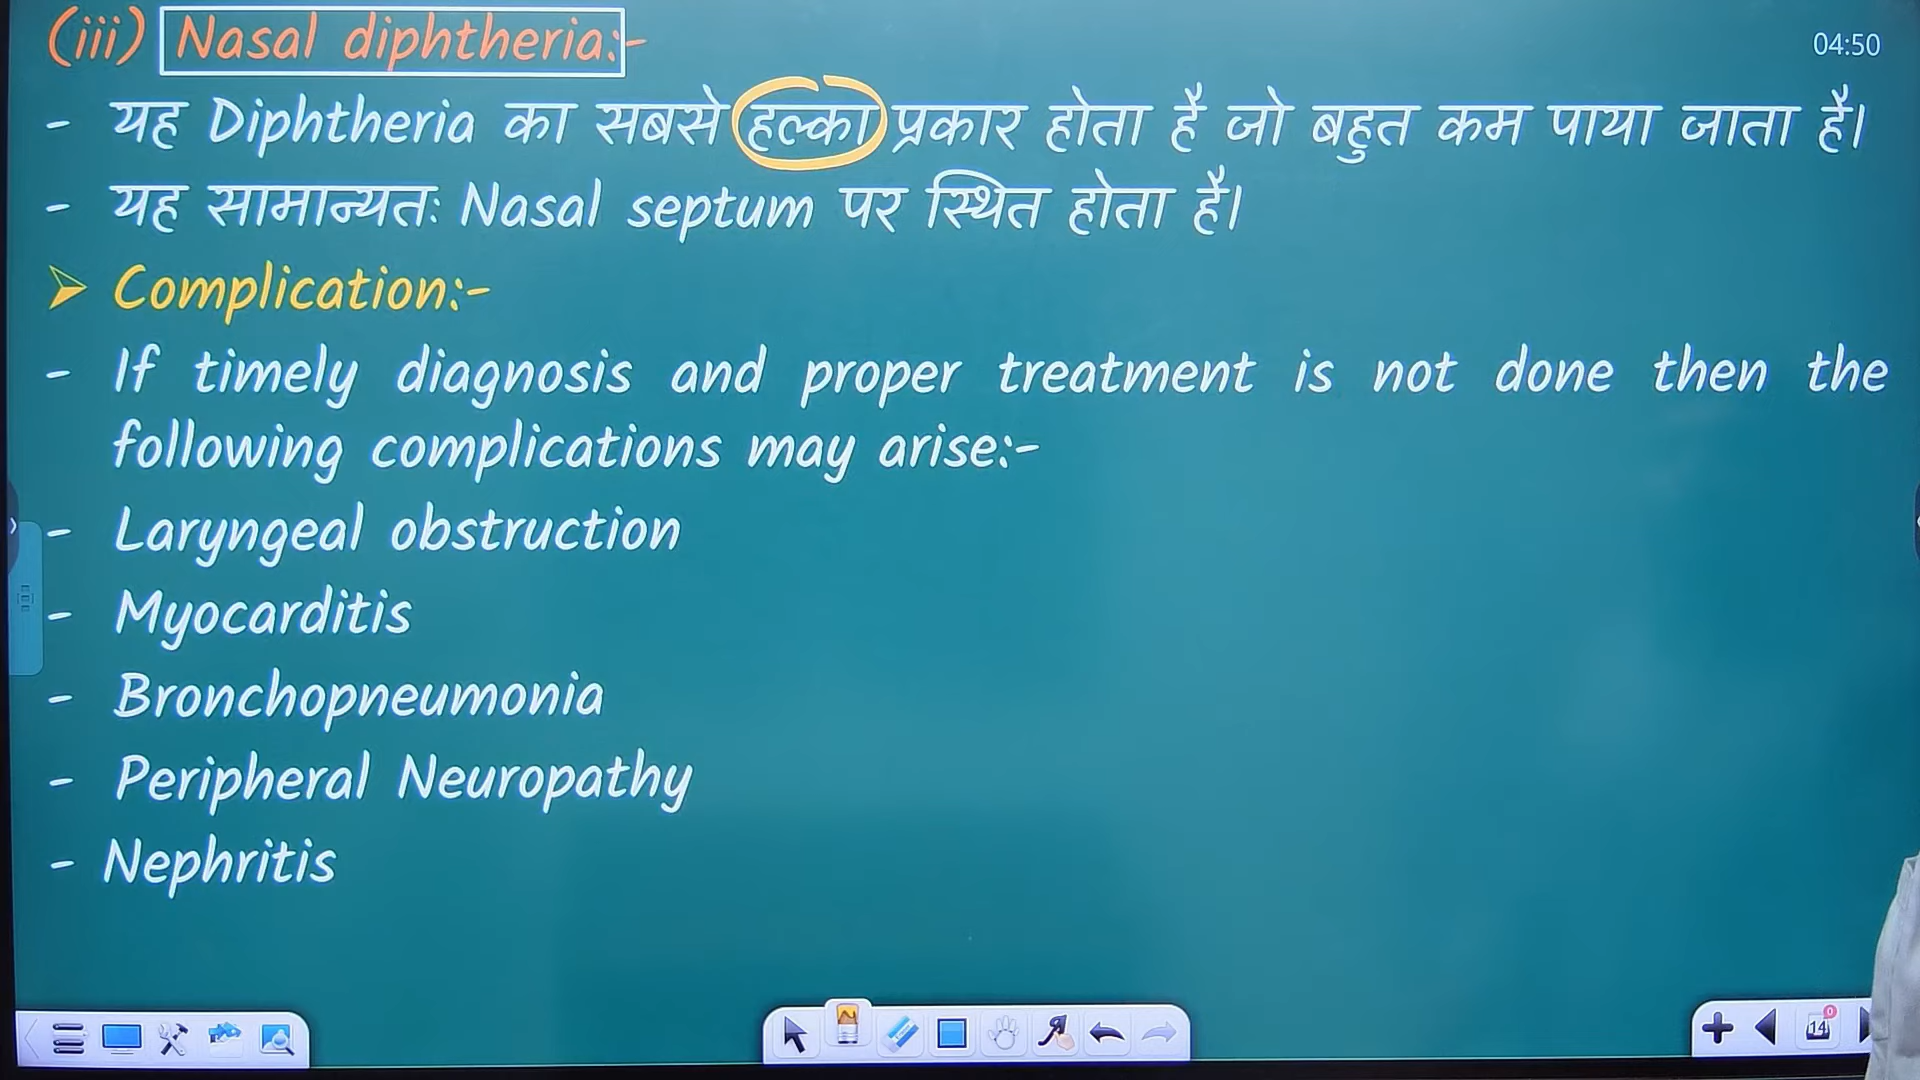 (iii) Nasal diphtheria:-
04:50
- यह Diphtheria का सबसे हल्का प्रकार होता है जो बहुत कम पाया जाता है।
- यह सामान्यतः Nasal septum पर स्थित होता है।
➢ Complication:-
- If timely diagnosis and proper treatment is not done then the
following complications may arise:-
- Laryngeal obstruction
- Myocarditis
- Bronchopneumonia
- Peripheral Neuropathy
- Nephritis
14
0